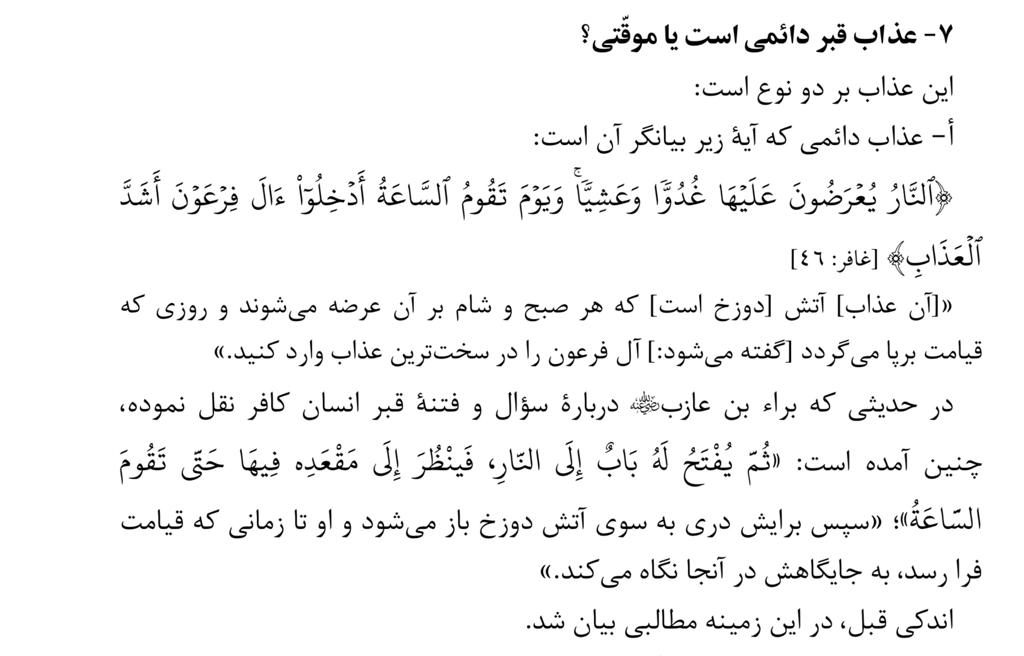 ۷- عذاب قبر دائمی است یا موقّتی؟
این عذاب بر دو نوع است:
أ- عذاب دائمی که آیۀ زیر بیانگر آن است:
﴿ٱلنَّارُ يُعۡرَضُونَ عَلَيۡهَا غُدُوّٗا وَعَشِيّٗاۚ وَيَوۡمَ تَقُومُ ٱلسَّاعَةُ أَدۡخِلُوٓاْ ءَالَ فِرۡعَوۡنَ أَشَدَّ
ٱلۡعَذَابِ﴾ [غافر: ٤٦]
«[آن عذاب] آتش [دوزخ است] که هر صبح و شام بر آن عرضه می‌شوند و روزی که
قیامت برپا می‌گردد [گفته می‌شود:] آل فرعون را در سخت‌ترین عذاب وارد کنید.»
در حدیثی که براء بن عازبس دربارۀ سؤال و فتنۀ قبر انسان کافر نقل نموده،
چنین آمده است: «ثُمّ يُفْتَحُ لَهُ بَابٌ إِلَى النّارِ، فَينْظُرَ إِلَى مَقْعَدِه فِيهَا حَتّى تَقُومَ
السّاعَةُ»؛ «سپس برایش دری به سوی آتش دوزخ باز می‌شود و او تا زمانی که قیامت
فرا رسد، به جایگاهش در آنجا نگاه می‌کند.»
اندکی قبل، در این زمینه مطالبی بیان شد.